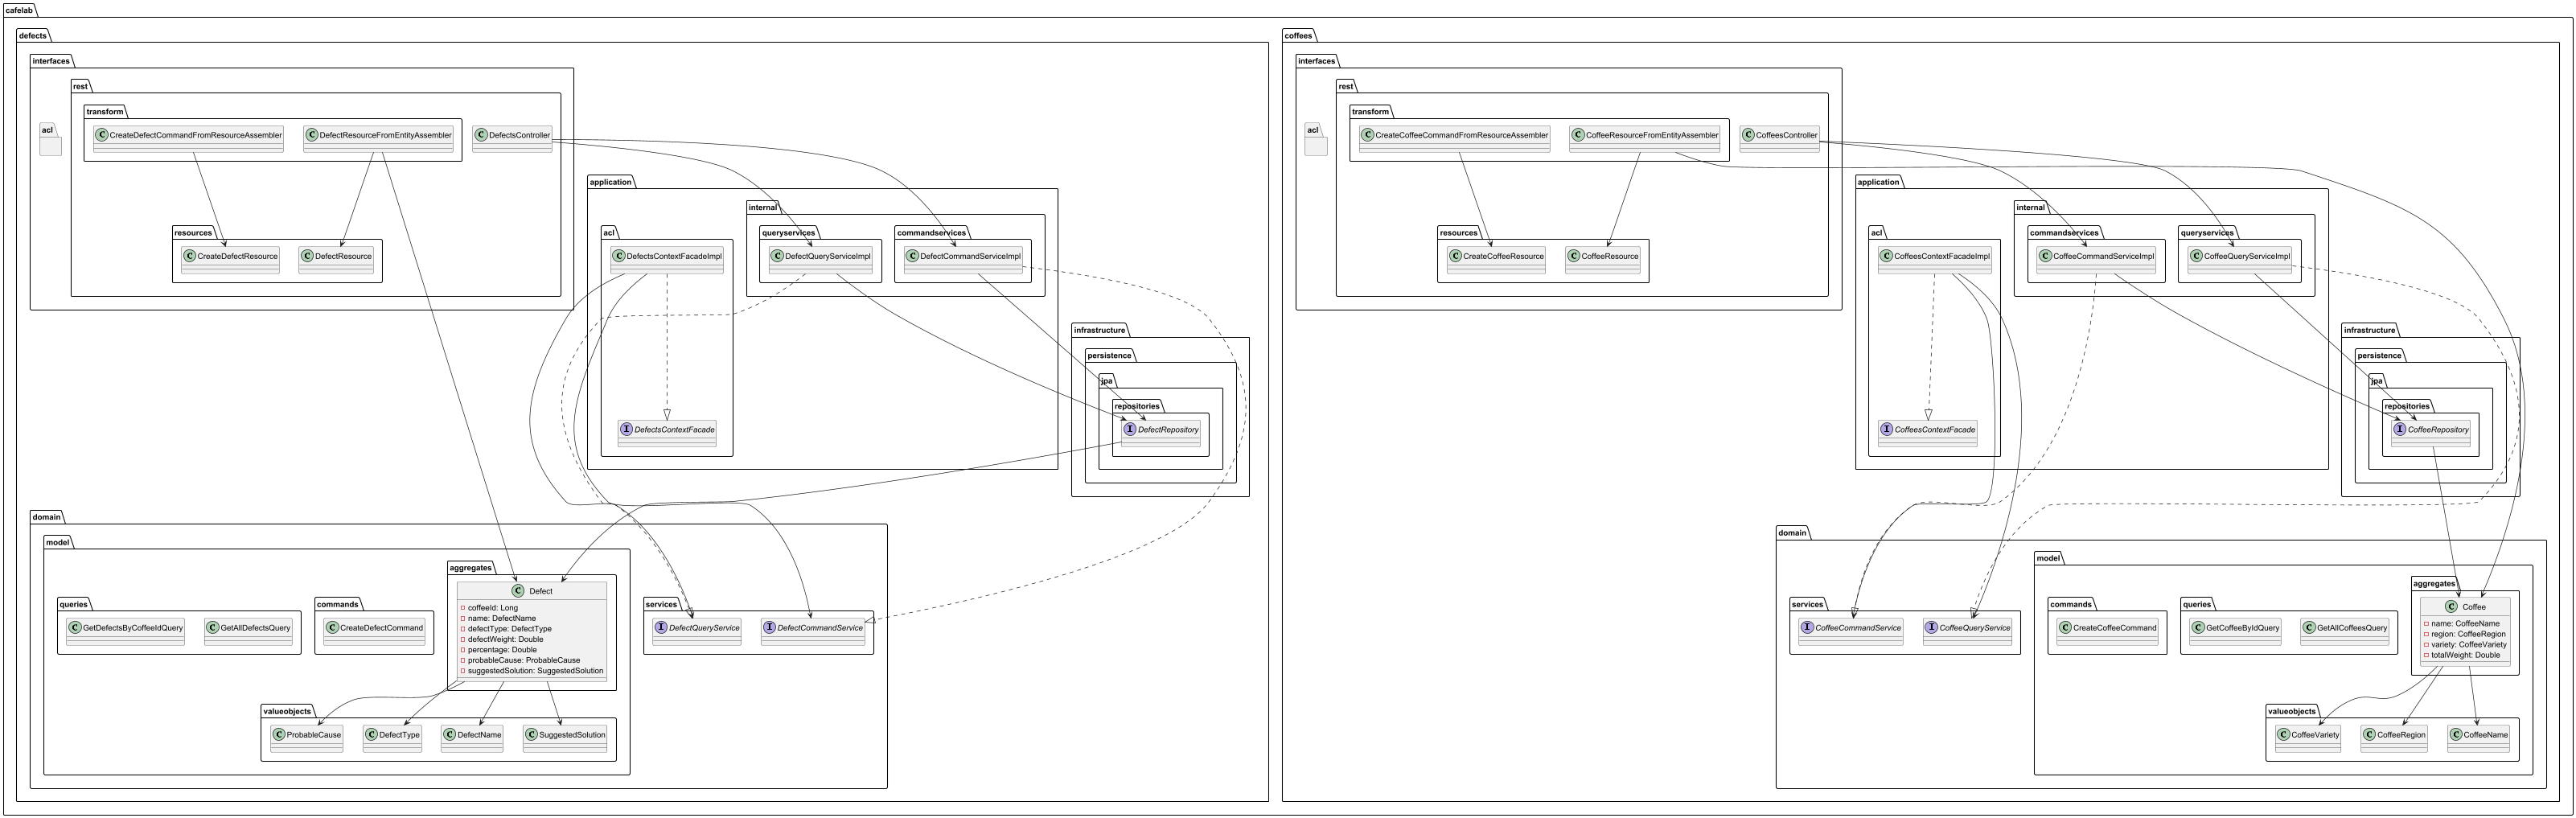 cafelab
defects
interfaces
rest
transform
acl
C CreateDefectCommandFromResourceAssembler
C DefectResourceFromEntityAssembler
C DefectsController
resources
C CreateDefectResource
C DefectResource
application
internal
acl
queryservices
commandservices
C DefectsContextFacadeImpl
C DefectQueryServiceImpl
C DefectCommandServiceImpl
I DefectsContextFacade
infrastructure
persistence
jpa
repositories
I DefectRepository
domain
model
aggregates
C Defect
coffeeId: Long
name: DefectName
defectType: DefectType
defectWeight: Double
percentage: Double
probableCause: ProbableCause
suggestedSolution: SuggestedSolution
queries
C GetDefectsByCoffeeIdQuery
C GetAllDefectsQuery
commands
C CreateDefectCommand
services
I DefectQueryService
I DefectCommandService
valueobjects
C ProbableCause
C DefectType
C DefectName
C SuggestedSolution
coffees
interfaces
rest
transform
acl
C CreateCoffeeCommandFromResourceAssembler
C CoffeeResourceFromEntityAssembler
C CoffeesController
resources
C CreateCoffeeResource
C CoffeeResource
application
internal
acl
commandservices
queryservices
C CoffeesContextFacadeImpl
C CoffeeCommandServiceImpl
C CoffeeQueryServiceImpl
I CoffeesContextFacade
infrastructure
persistence
jpa
repositories
I CoffeeRepository
domain
model
services
I CoffeeCommandService
I CoffeeQueryService
commands
C CreateCoffeeCommand
queries
C GetCoffeeByIdQuery
C GetAllCoffeesQuery
aggregates
C Coffee
name: CoffeeName
region: CoffeeRegion
variety: CoffeeVariety
totalWeight: Double
valueobjects
C CoffeeVariety
C CoffeeRegion
C CoffeeName